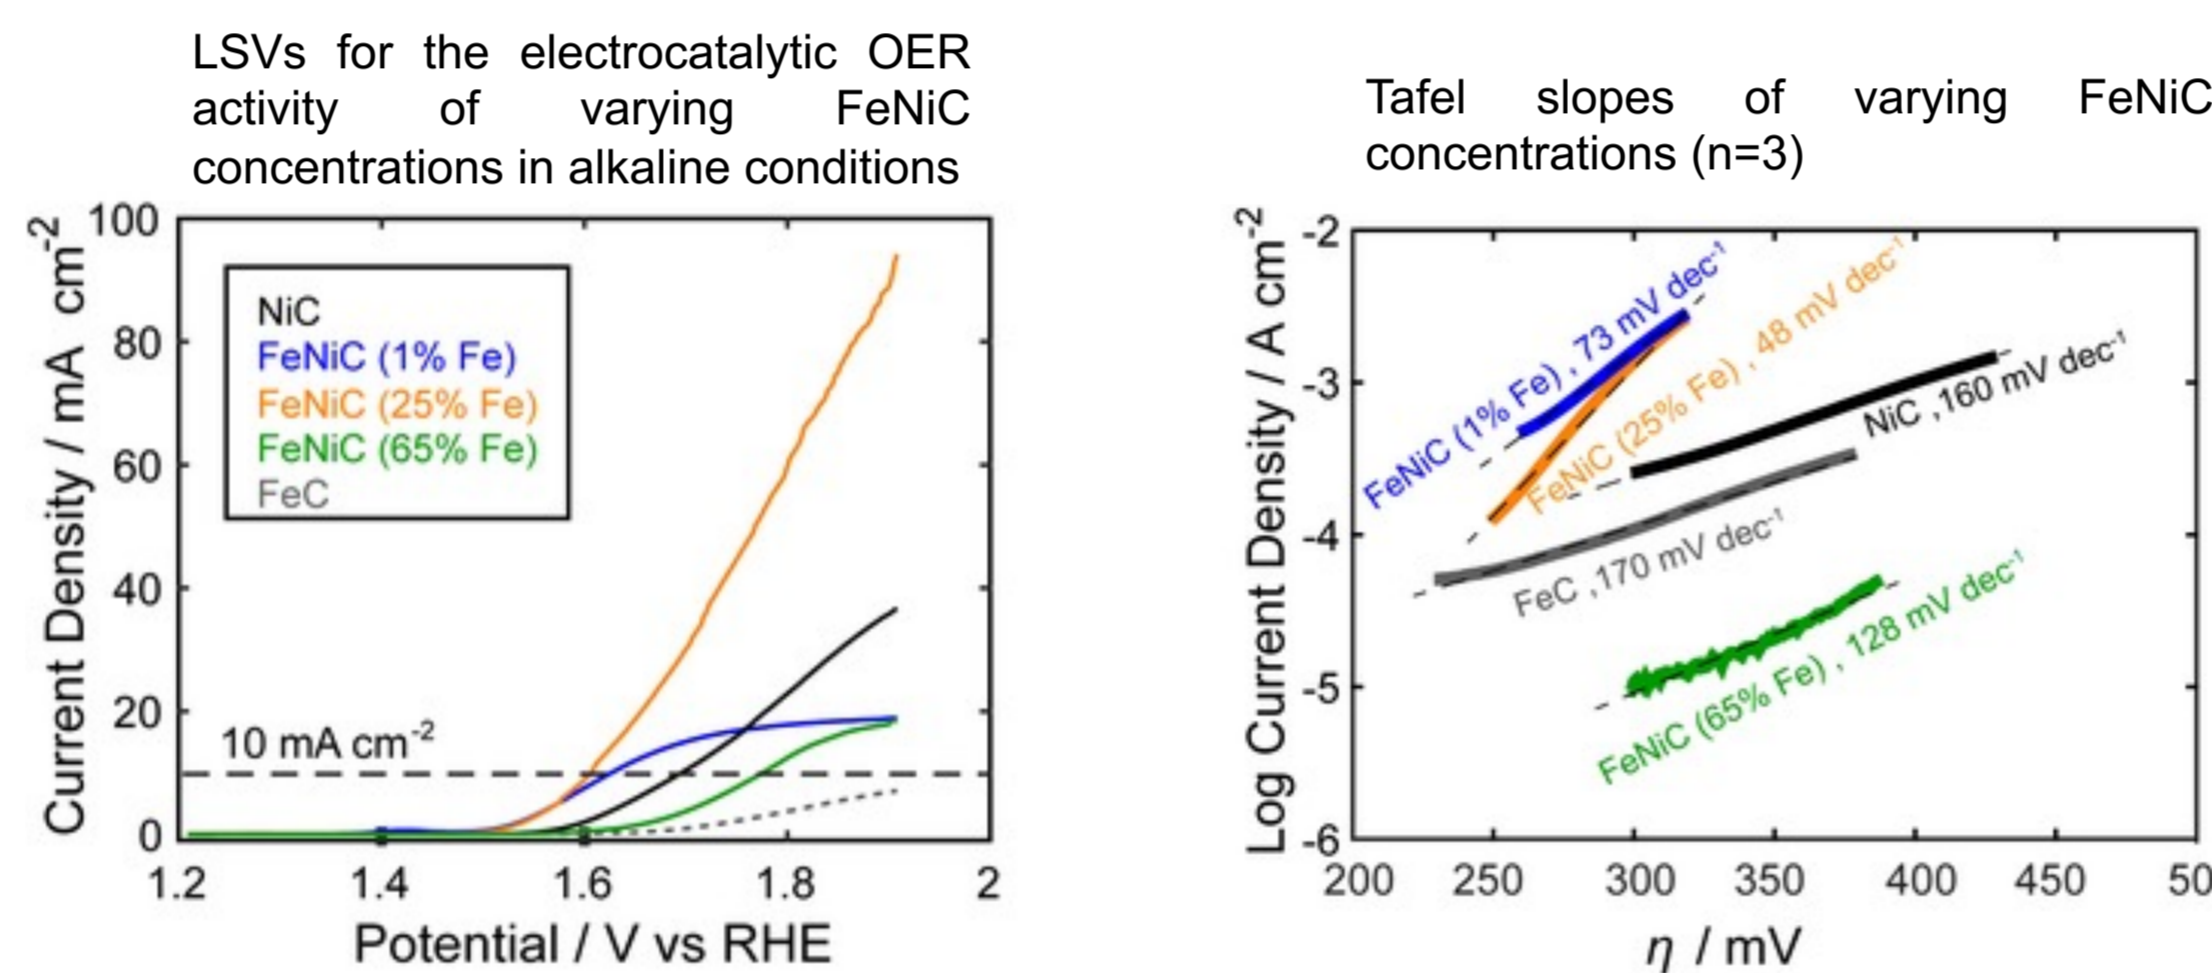 LSVs for the electrocatalytic OER
activity of varying FeNiC
concentrations in alkaline conditions
100
80
60
40
20
0
Current Density / mA cm⁻²
NiC
FeNiC (1% Fe)
FeNiC (25% Fe)
FeNiC (65% Fe)
FeC
10 mA cm⁻²
1.2 1.4 1.6 1.8 2
Potential / V vs RHE
Tafel slopes of varying FeNiC
concentrations (n=3)
-2
-3
-4
-5
-6
Log Current Density / A cm⁻²
FeNiC (1% Fe) , 73 mV dec⁻¹
FeNiC (25% Fe) , 48 mV dec⁻¹
NiC ,160 mV dec⁻¹
FeC ,170 mV dec⁻¹
FeNiC (65% Fe) , 128 mV dec⁻¹
200 250 300 350 400 450 50
η / mV